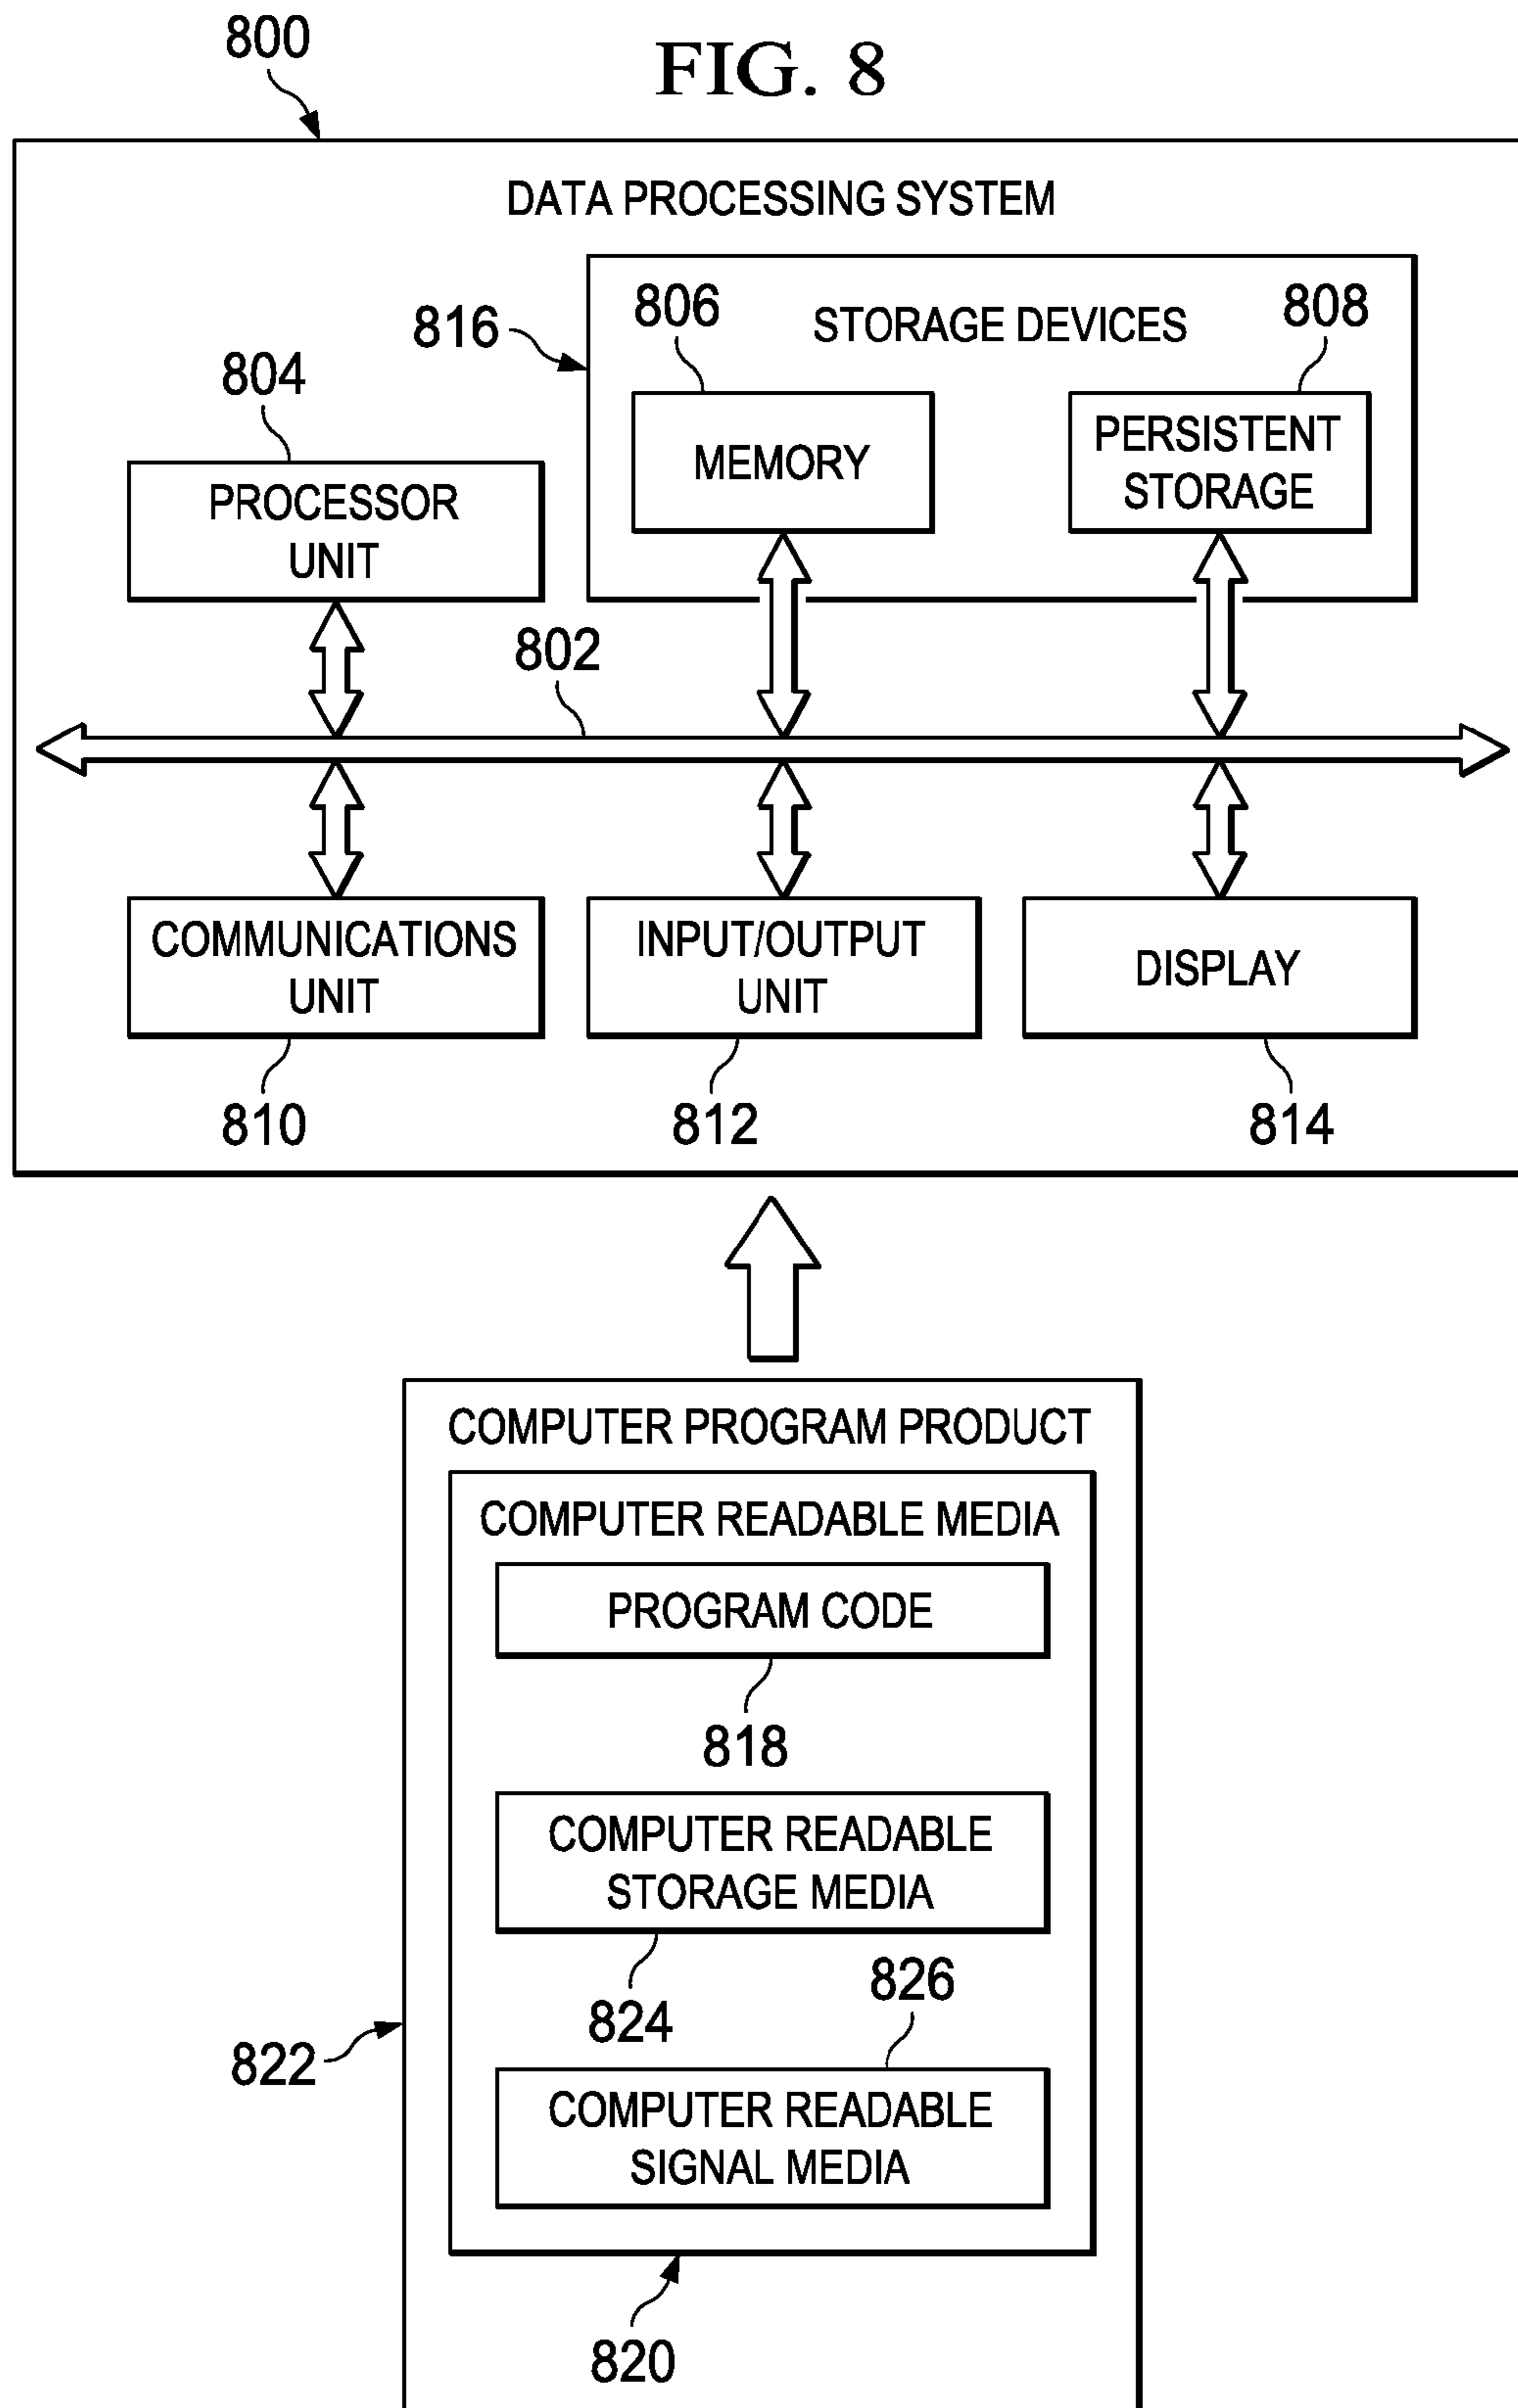 800
FIG. 8
DATA PROCESSING SYSTEM
816
806
STORAGE DEVICES
808
804
MEMORY
PERSISTENT
STORAGE
PROCESSOR
UNIT
802
COMMUNICATIONS
UNIT
INPUT/OUTPUT
UNIT
DISPLAY
810
812
814
COMPUTER PROGRAM PRODUCT
COMPUTER READABLE MEDIA
PROGRAM CODE
818
COMPUTER READABLE
STORAGE MEDIA
824
826
822
COMPUTER READABLE
SIGNAL MEDIA
820